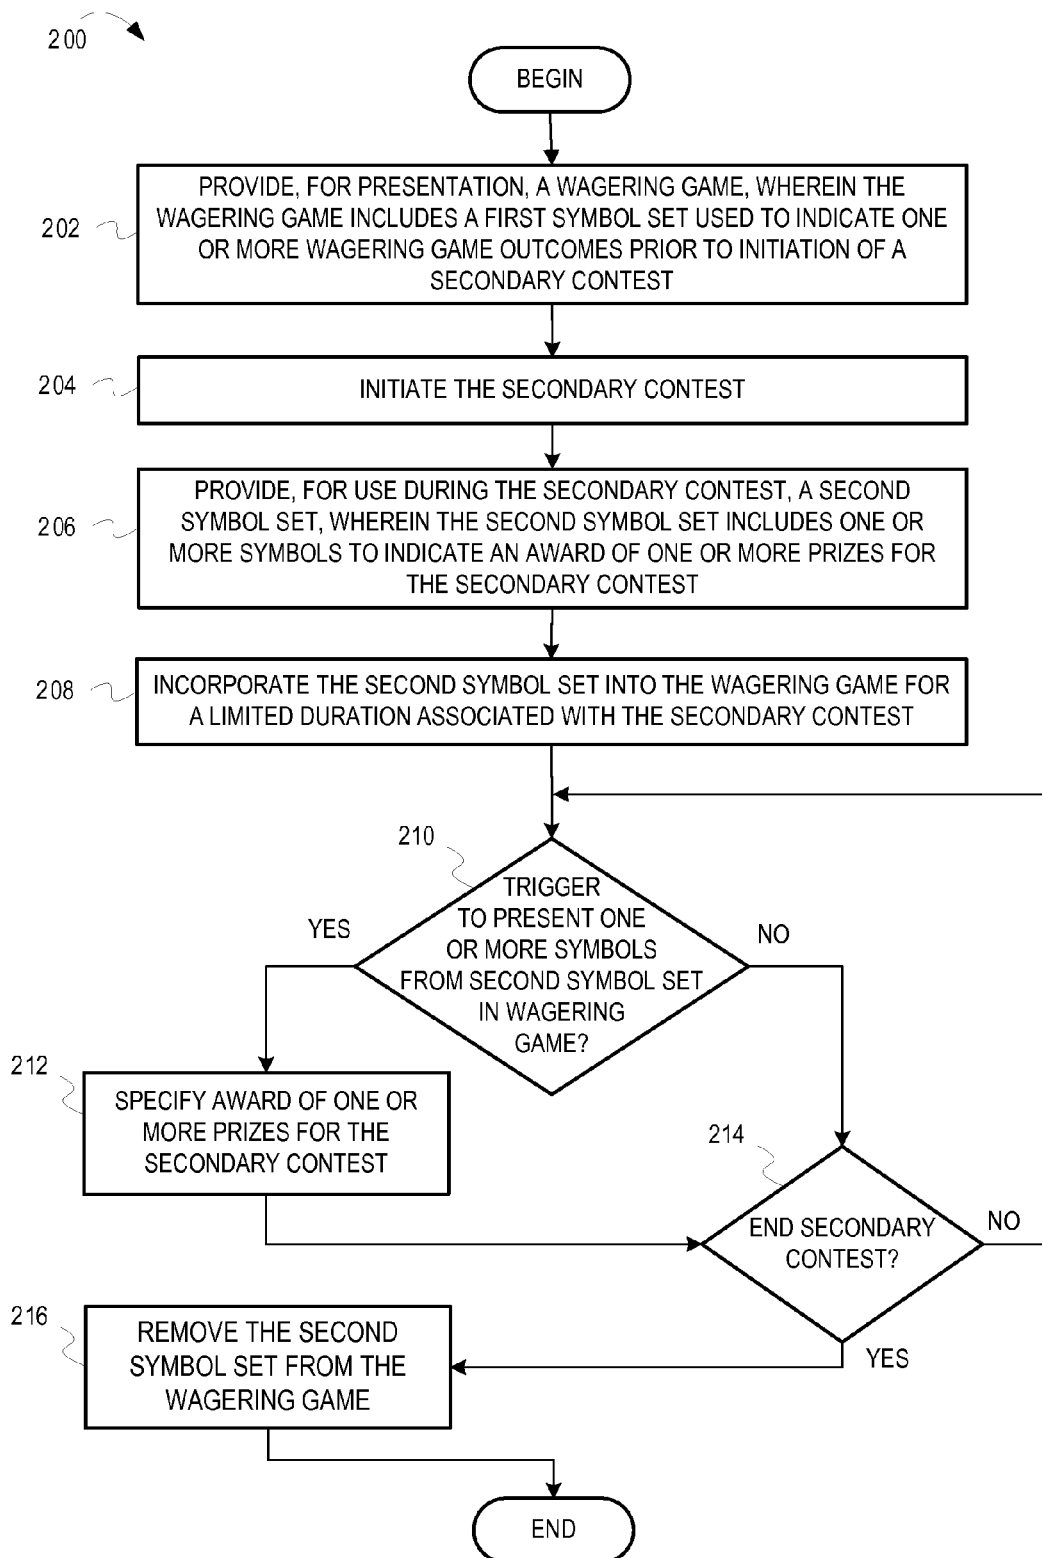 200
BEGIN
PROVIDE, FOR PRESENTATION, A WAGERING GAME, WHEREIN THE
WAGERING GAME INCLUDES A FIRST SYMBOL SET USED TO INDICATE ONE
OR MORE WAGERING GAME OUTCOMES PRIOR TO INITIATION OF A
SECONDARY CONTEST
202
204
INITIATE THE SECONDARY CONTEST
PROVIDE, FOR USE DURING THE SECONDARY CONTEST, A SECOND
SYMBOL SET, WHEREIN THE SECOND SYMBOL SET INCLUDES ONE OR
MORE SYMBOLS TO INDICATE AN AWARD OF ONE OR MORE PRIZES FOR
THE SECONDARY CONTEST
206
INCORPORATE THE SECOND SYMBOL SET INTO THE WAGERING GAME FOR
A LIMITED DURATION ASSOCIATED WITH THE SECONDARY CONTEST
208
210
TRIGGER
TO PRESENT ONE
OR MORE SYMBOLS
FROM SECOND SYMBOL SET
IN WAGERING
GAME?
YES
NO
212
SPECIFY AWARD OF ONE OR
MORE PRIZES FOR THE
SECONDARY CONTEST
214
END SECONDARY
CONTEST?
NO
YES
216
REMOVE THE SECOND
SYMBOL SET FROM THE
WAGERING GAME
END